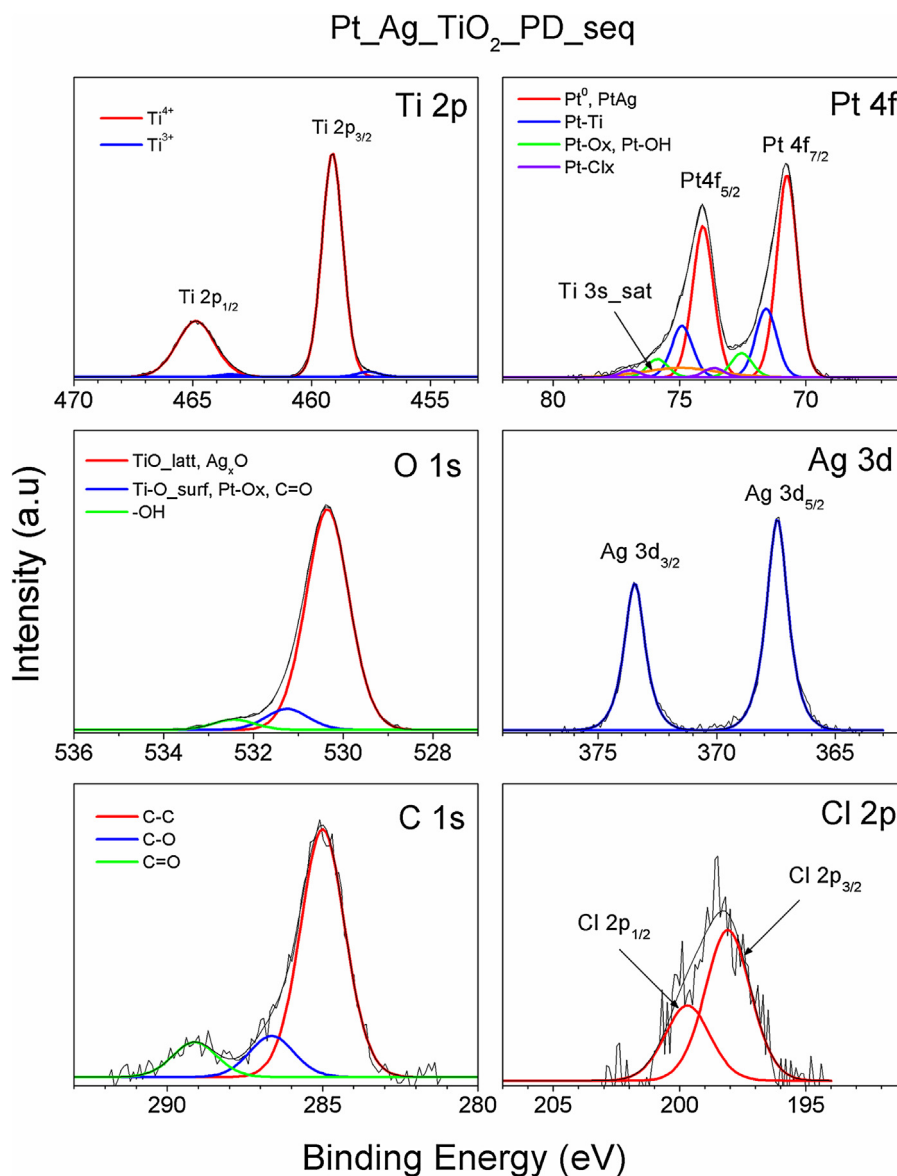 Pt_Ag_TiO₂_PD_seq
Ti 2p
Ti⁴⁺
Ti³⁺
Ti 2p₃/₂
Ti 2p₁/₂
470 465 460 455
Pt 4f
Pt⁰, PtAg
Pt-Ti
Pt-Ox, Pt-OH
Pt-Clx
Pt 4f₇/₂
Pt4f₅/₂
Ti 3s_sat
80 75 70
O 1s
TiO_latt, AgₓO
Ti-O_surf, Pt-Ox, C=O
-OH
536 534 532 530 528
Ag 3d
Ag 3d₅/₂
Ag 3d₃/₂
375 370 365
C 1s
C-C
C-O
C=O
290 285 280
Cl 2p
Cl 2p₃/₂
Cl 2p₁/₂
205 200 195
Intensity (a.u)
Binding Energy (eV)